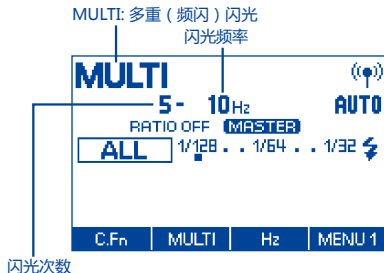 MULTI: 多重（频闪）闪光
闪光频率
MULTI
5- 10Hz AUTO
RATIO OFF MASTER
ALL 1/128 . . 1/64 . . 1/32
C.Fn MULTI Hz MENU 1
闪光次数